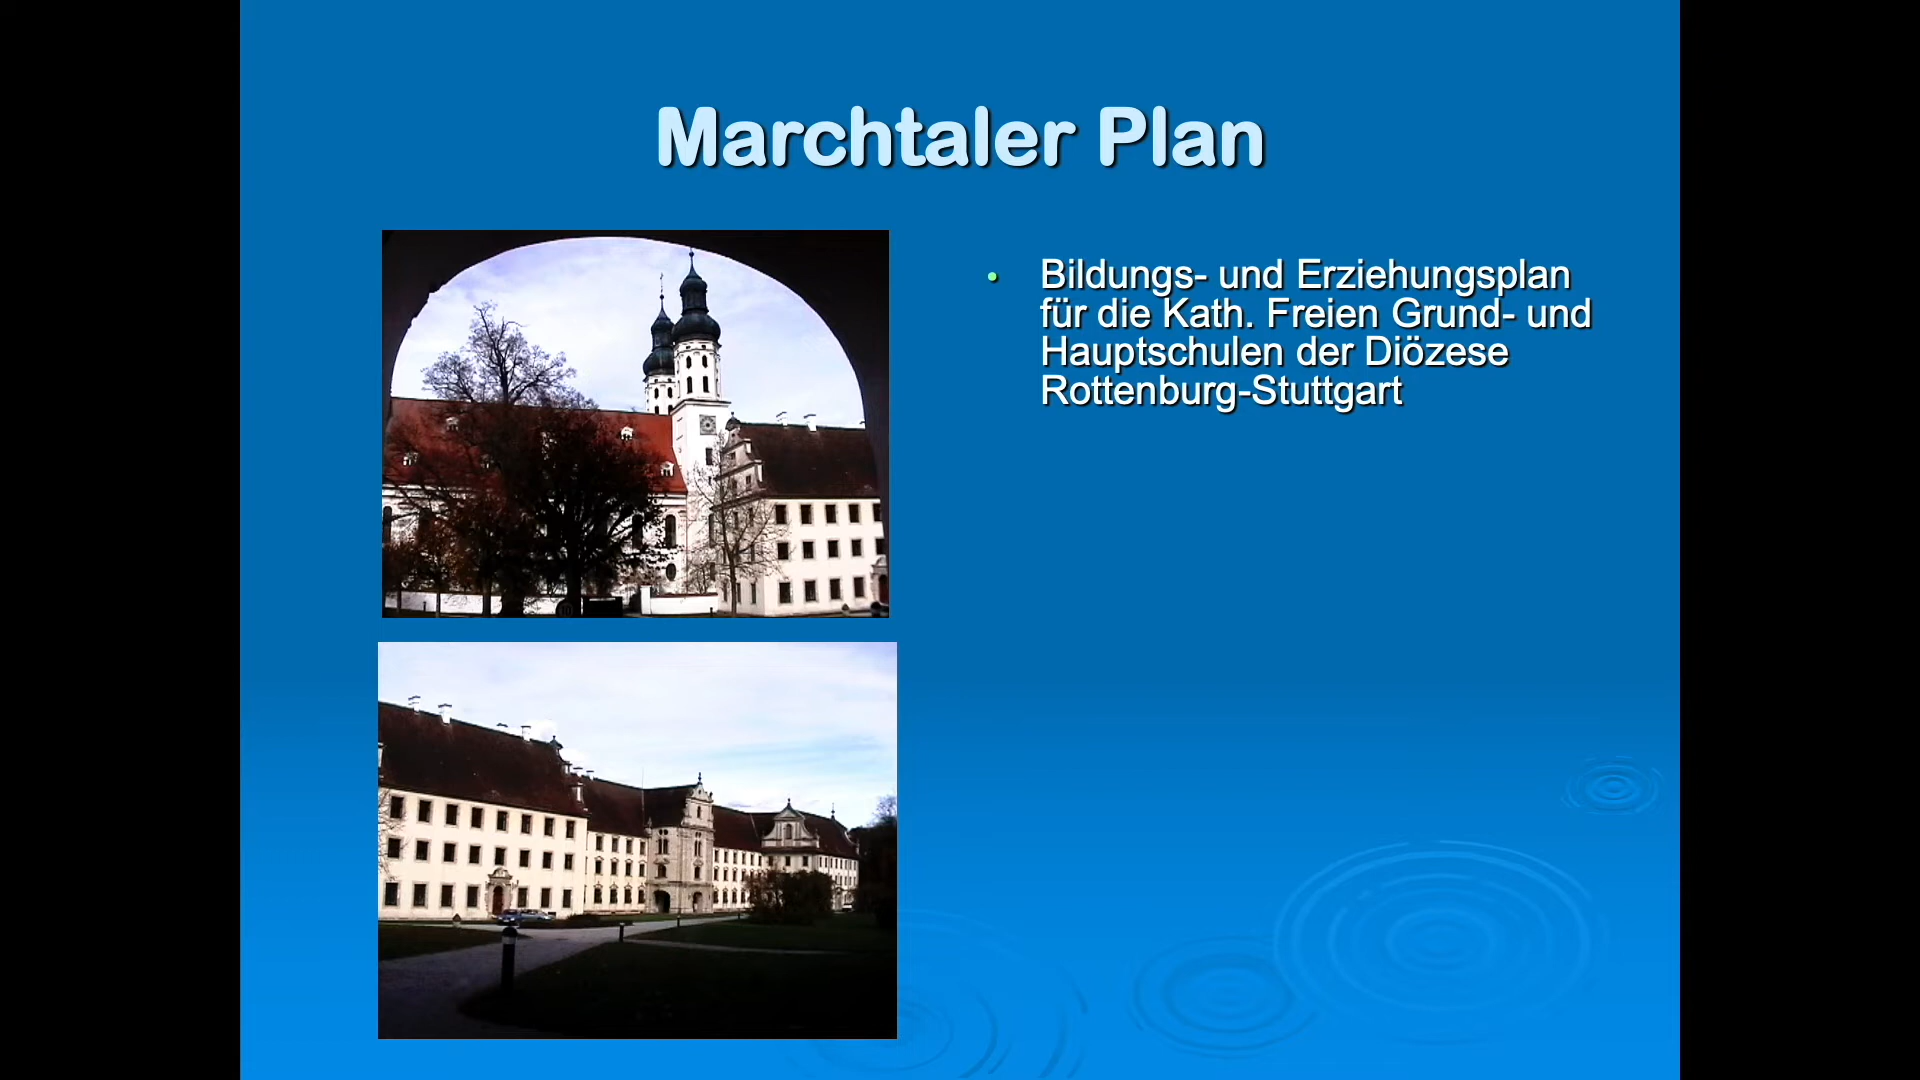 Marchtaler Plan
• Bildungs- und Erziehungsplan
für die Kath. Freien Grund- und
Hauptschulen der Diözese
Rottenburg-Stuttgart